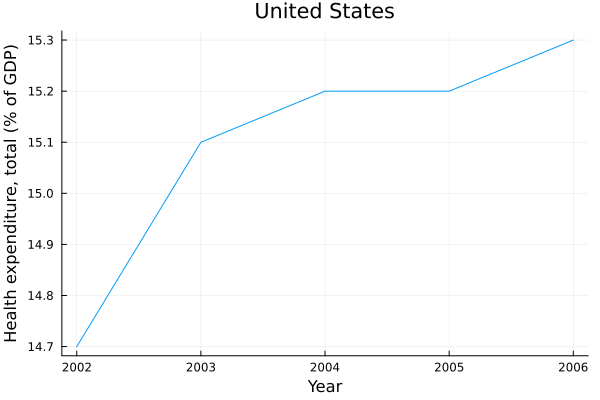 United States
Health expenditure, total (% of GDP)
15.3
15.2
15.1
15.0
14.9
14.8
14.7
2002 2003 2004 2005 2006
Year